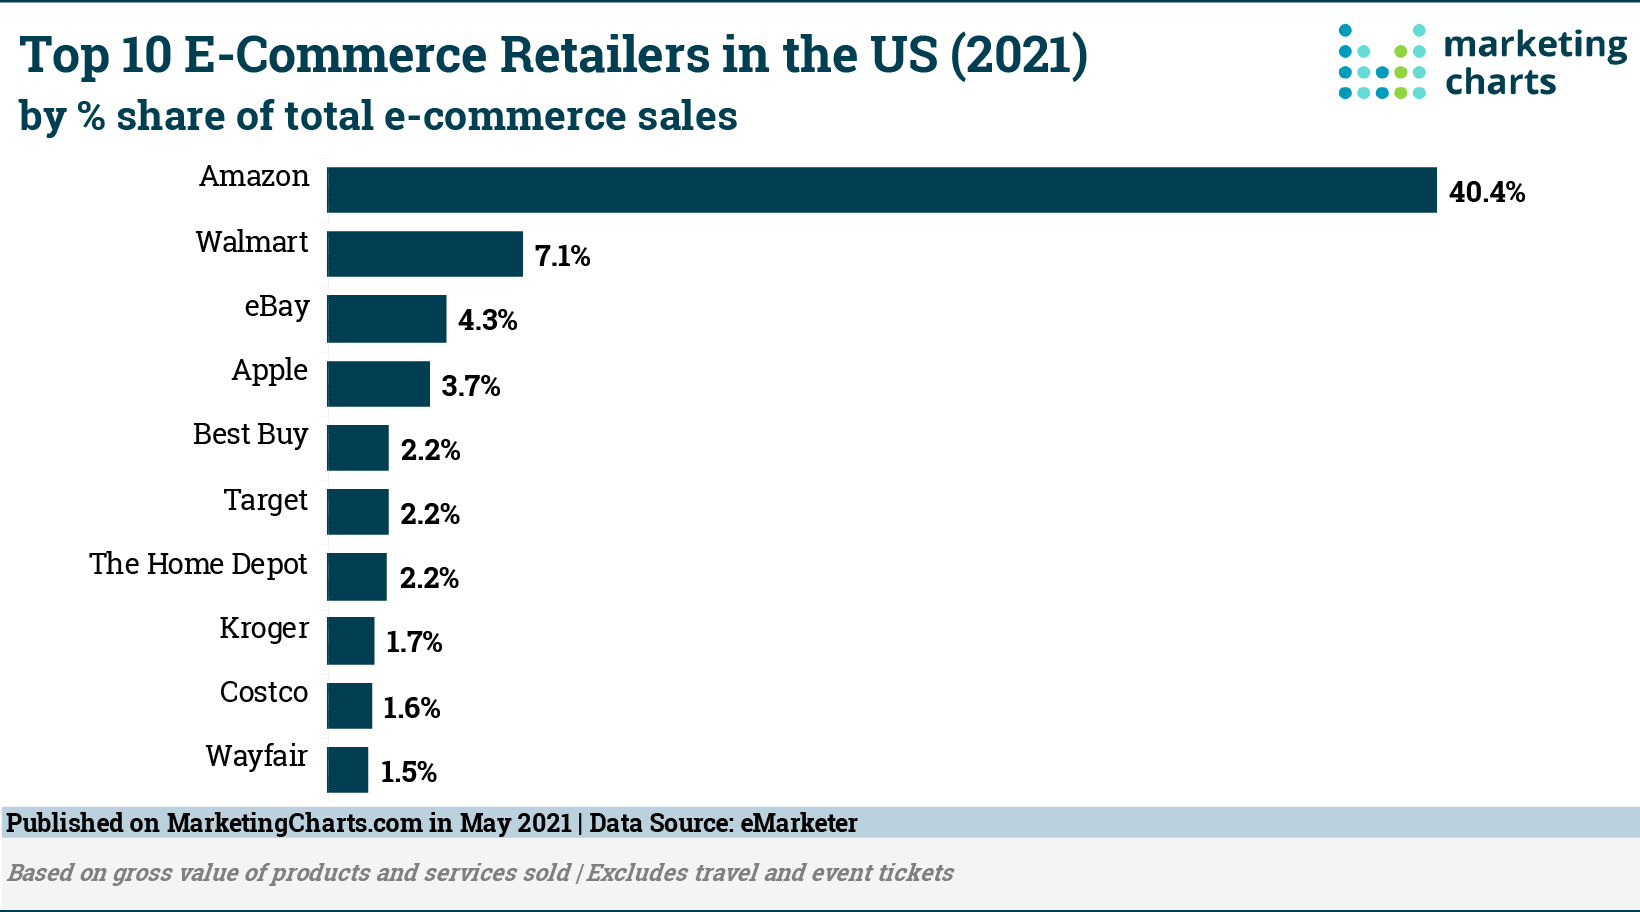 Top 10 E-Commerce Retailers in the US (2021)
by % share of total e-commerce sales
marketing
charts
Amazon 40.4%
Walmart 7.1%
eBay 4.3%
Apple 3.7%
Best Buy 2.2%
Target 2.2%
The Home Depot 2.2%
Kroger 1.7%
Costco 1.6%
Wayfair 1.5%
Published on MarketingCharts.com in May 2021 | Data Source: eMarketer
Based on gross value of products and services sold | Excludes travel and event tickets